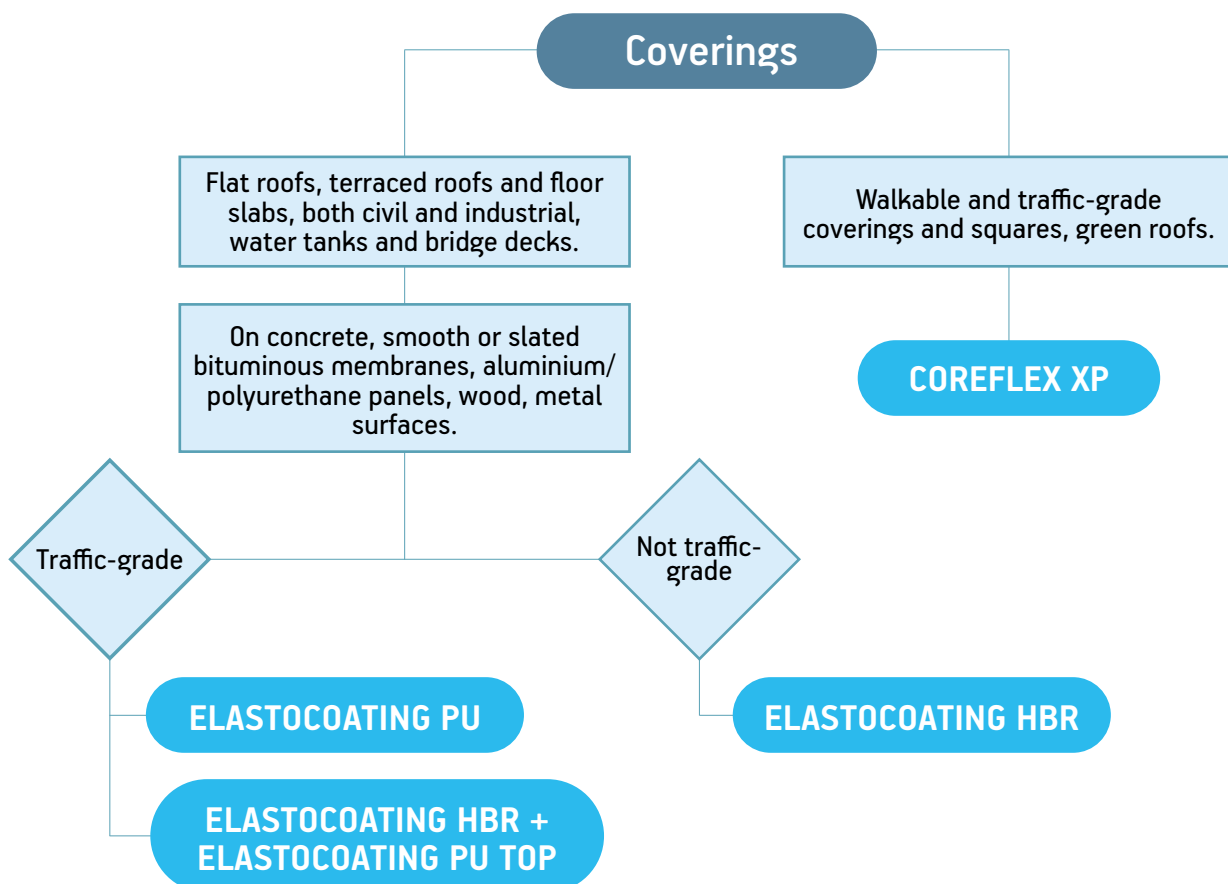 Coverings
Flat roofs, terraced roofs and floor
slabs, both civil and industrial,
water tanks and bridge decks.
Walkable and traffic-grade
coverings and squares, green roofs.
On concrete, smooth or slated
bituminous membranes, aluminium/
polyurethane panels, wood, metal
surfaces.
COREFLEX XP
Traffic-grade
Not traffic-
grade
ELASTOCOATING PU
ELASTOCOATING HBR
ELASTOCOATING HBR +
ELASTOCOATING PU TOP